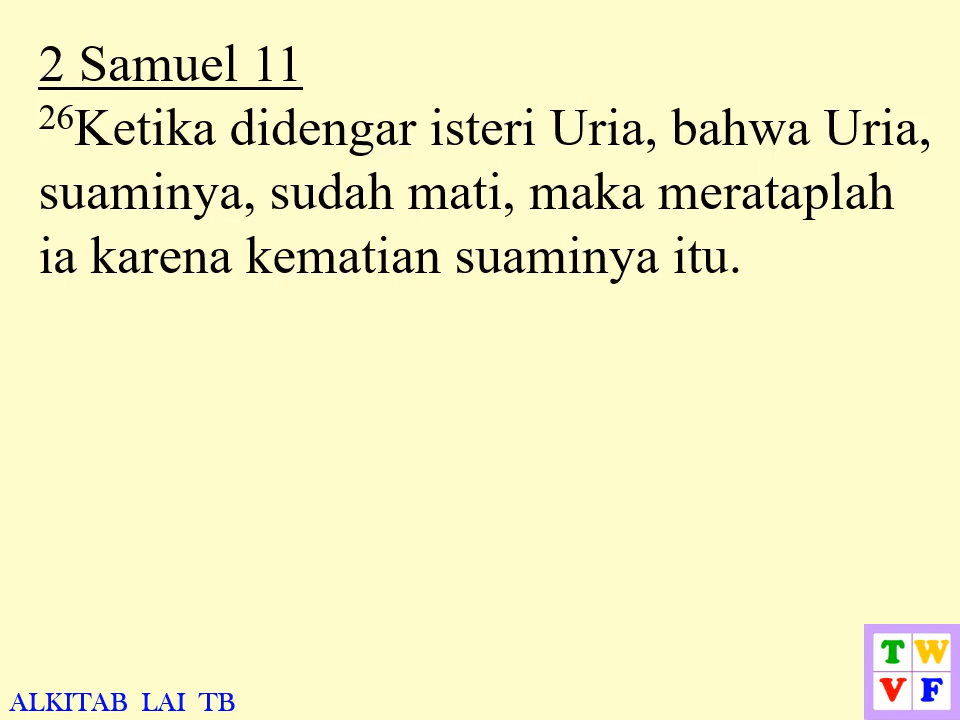 2 Samuel 11
26Ketika didengar isteri Uria, bahwa Uria,
suaminya, sudah mati, maka merataplah
ia karena kematian suaminya itu.
ALKITAB LAI TB
T W
V F